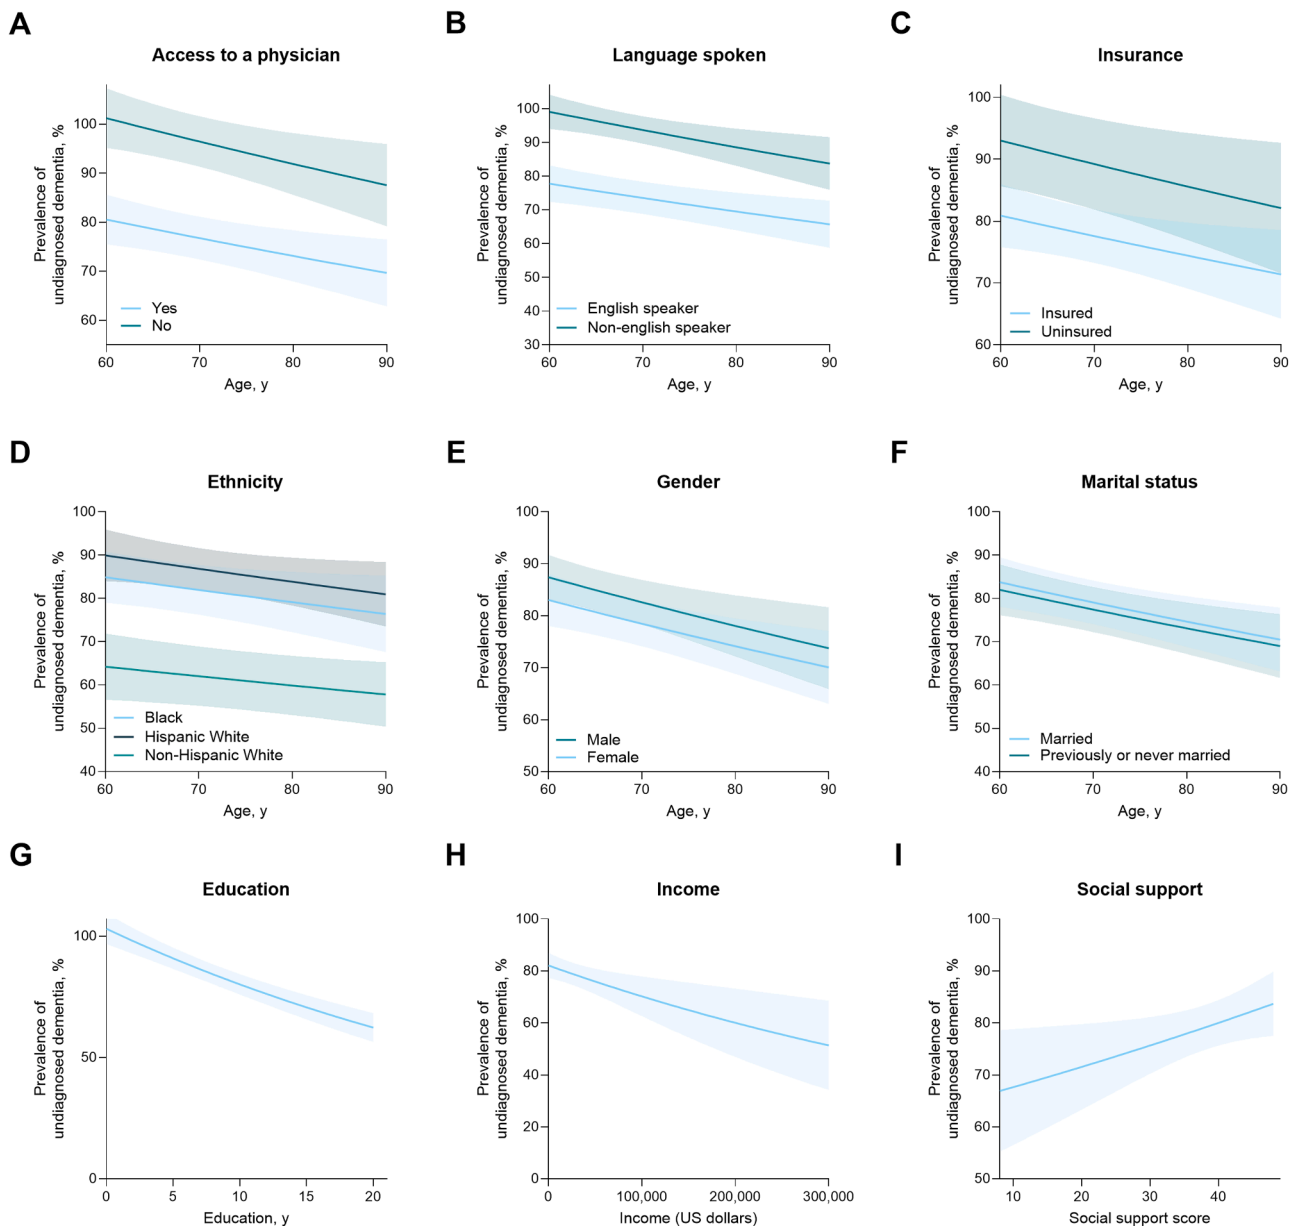 A
Access to a physician
Prevalence of
undiagnosed dementia, %
100
90
80
70
60
Yes
No
60
70
80
90
Age, y
B
Language spoken
Prevalence of
undiagnosed dementia, %
100
90
80
70
60
50
40
30
English speaker
Non-english speaker
60
70
80
90
Age, y
C
Insurance
Prevalence of
undiagnosed dementia, %
100
90
80
70
60
Insured
Uninsured
60
70
80
90
Age, y
D
Ethnicity
Prevalence of
undiagnosed dementia, %
100
90
80
70
60
50
40
Black
Hispanic White
Non-Hispanic White
60
70
80
90
Age, y
E
Gender
Prevalence of
undiagnosed dementia, %
100
90
80
70
60
50
Male
Female
60
70
80
90
Age, y
F
Marital status
Prevalence of
undiagnosed dementia, %
100
90
80
70
60
50
40
Married
Previously or never married
60
70
80
90
Age, y
G
Education
Prevalence of
undiagnosed dementia, %
100
50
0
0
5
10
15
20
Education, y
H
Income
Prevalence of
undiagnosed dementia, %
100
80
60
40
20
0
0
100,000
200,000
300,000
Income (US dollars)
I
Social support
Prevalence of
undiagnosed dementia, %
100
90
80
70
60
50
10
20
30
40
Social support score